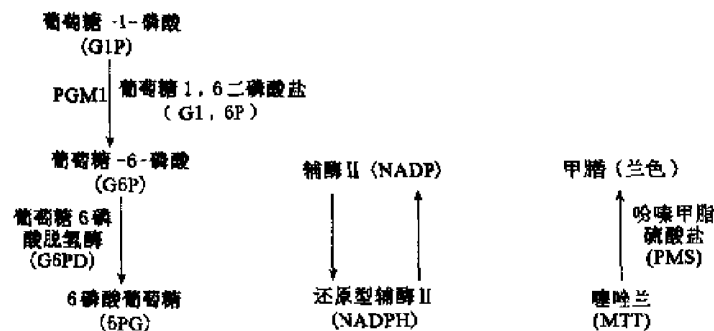 葡萄糖-1-磷酸
(G1P)
PGM1
葡萄糖1,6二磷酸盐
(G1,6P)
葡萄糖-6-磷酸
(G6P)
辅酶Ⅱ(NADP)
甲臜(兰色)
葡萄糖6磷
酸脱氢酶
(G6PD)
吩嗪甲脂
硫酸盐
(PMS)
6磷酸葡萄糖
(6PG)
还原型辅酶Ⅱ
(NADPH)
噻唑兰
(MTT)